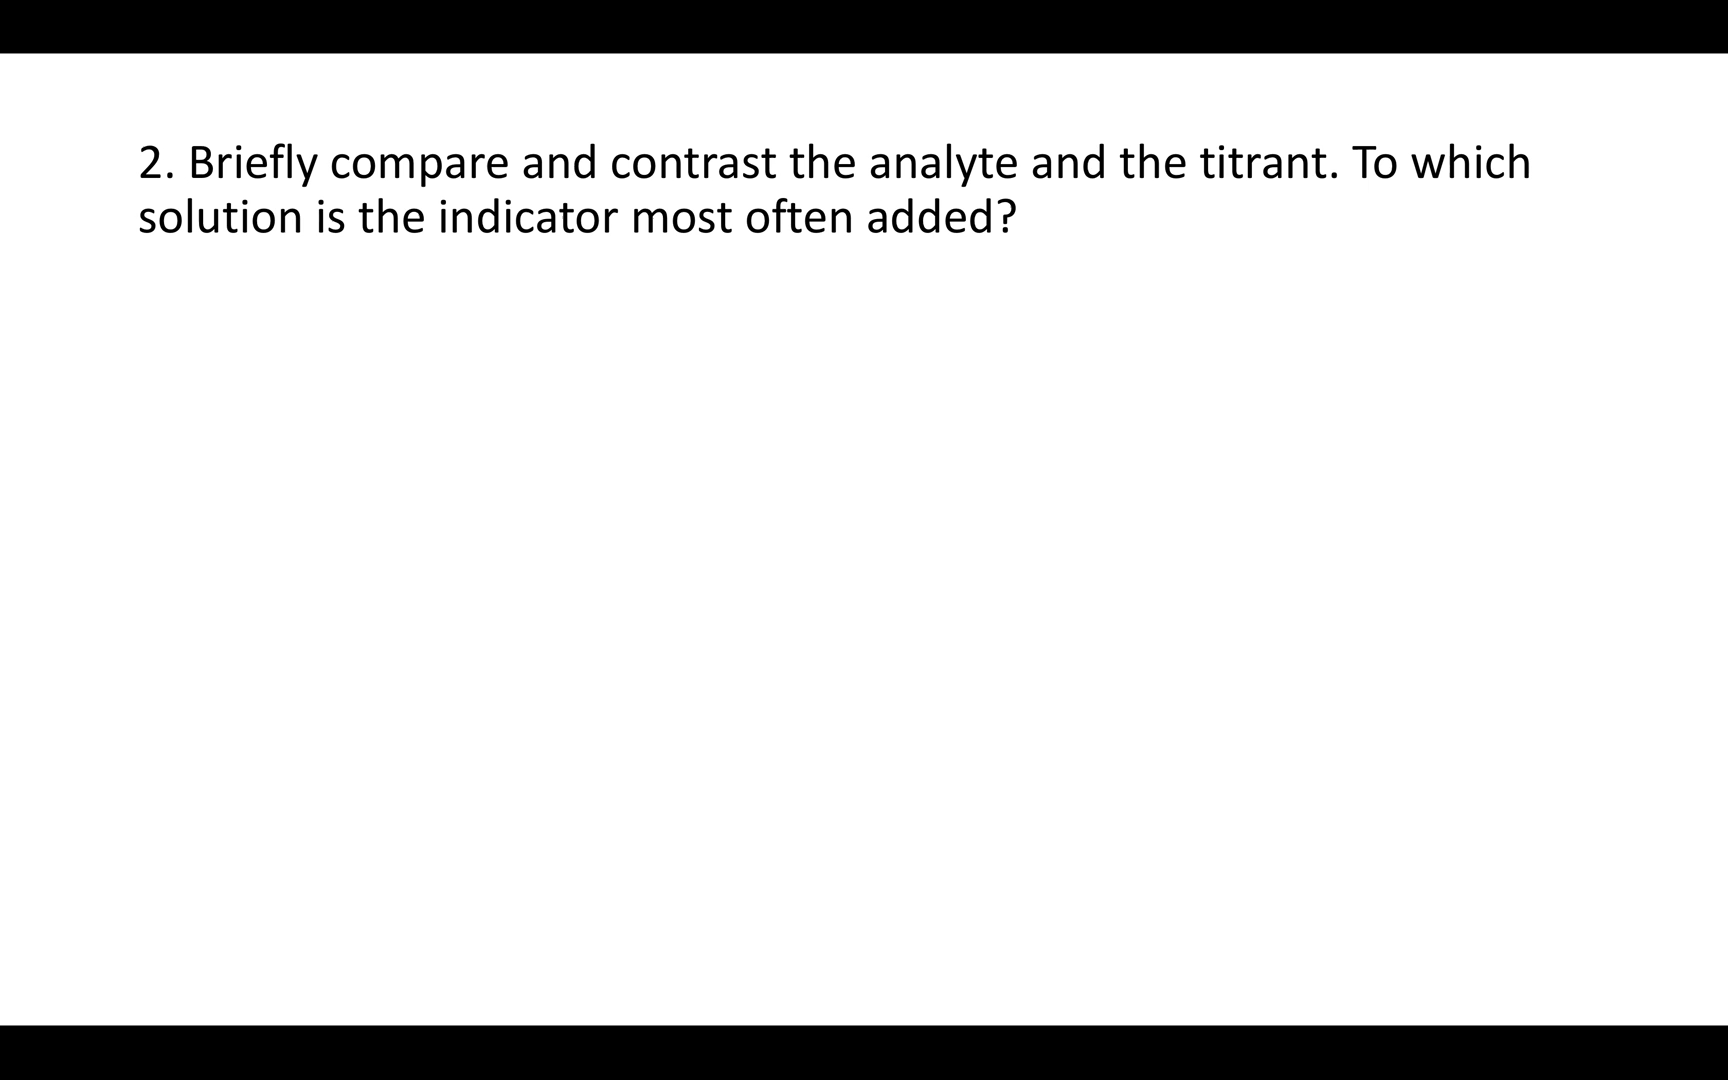 2. Briefly compare and contrast the analyte and the titrant. To which
solution is the indicator most often added?